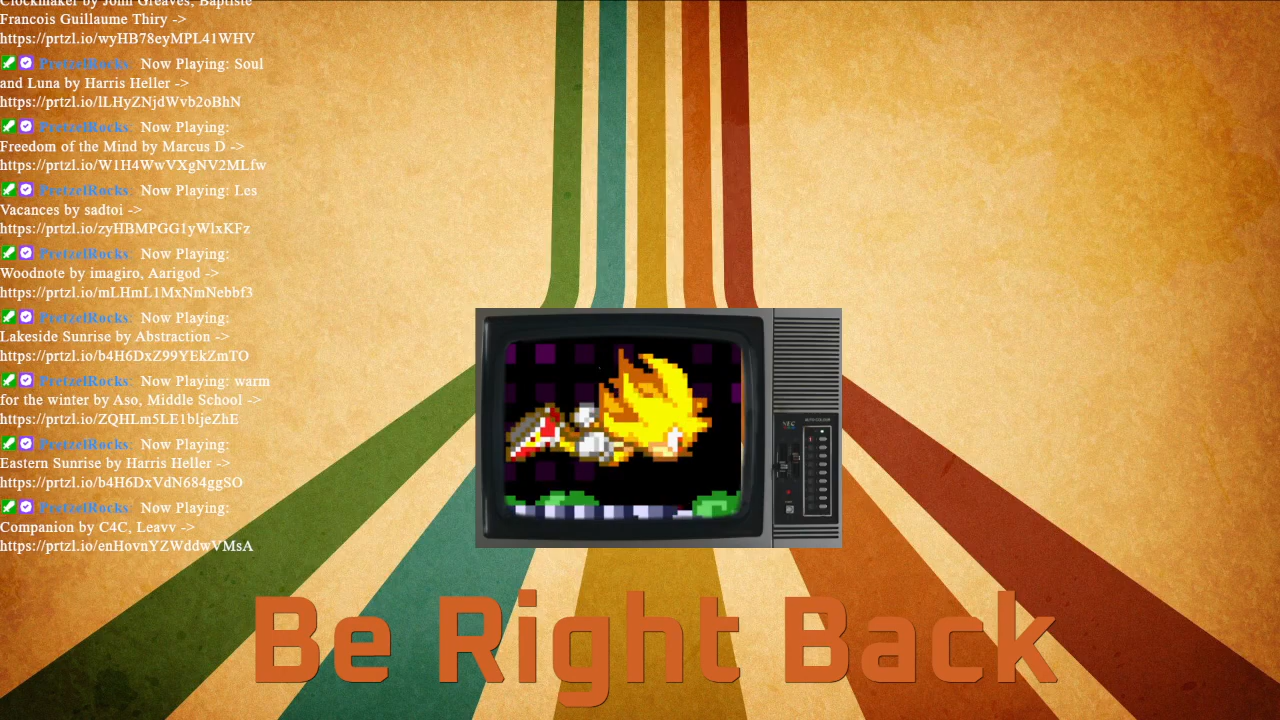 Clockmaker by John Greaves, Baptiste
Francois Guillaume Thiry ->
https://prtzl.io/wyHB78eyMPL41WHV
PretzelRocks: Now Playing: Soul
and Luna by Harris Heller ->
https://prtzl.io/lLHyZNjdWvb2oBhN
PretzelRocks: Now Playing:
Freedom of the Mind by Marcus D ->
https://prtzl.io/W1H4WwVXgNV2MLfw
PretzelRocks: Now Playing: Les
Vacances by sadtoi ->
https://prtzl.io/zyHBMPGG1yWlxKFz
PretzelRocks: Now Playing:
Woodnote by imagiro, Aarigod ->
https://prtzl.io/mLHmL1MxNmNebbf3
PretzelRocks: Now Playing:
Lakeside Sunrise by Abstraction ->
https://prtzl.io/b4H6DxZ99YEkZmTO
PretzelRocks: Now Playing: warm
for the winter by Aso, Middle School ->
https://prtzl.io/ZQHLm5LE1bljeZhE
PretzelRocks: Now Playing:
Eastern Sunrise by Harris Heller ->
https://prtzl.io/b4H6DxVdN684ggSO
PretzelRocks: Now Playing:
Companion by C4C, Leavv ->
https://prtzl.io/enHovnYZWddwVMsA
NEC
Be Right Back